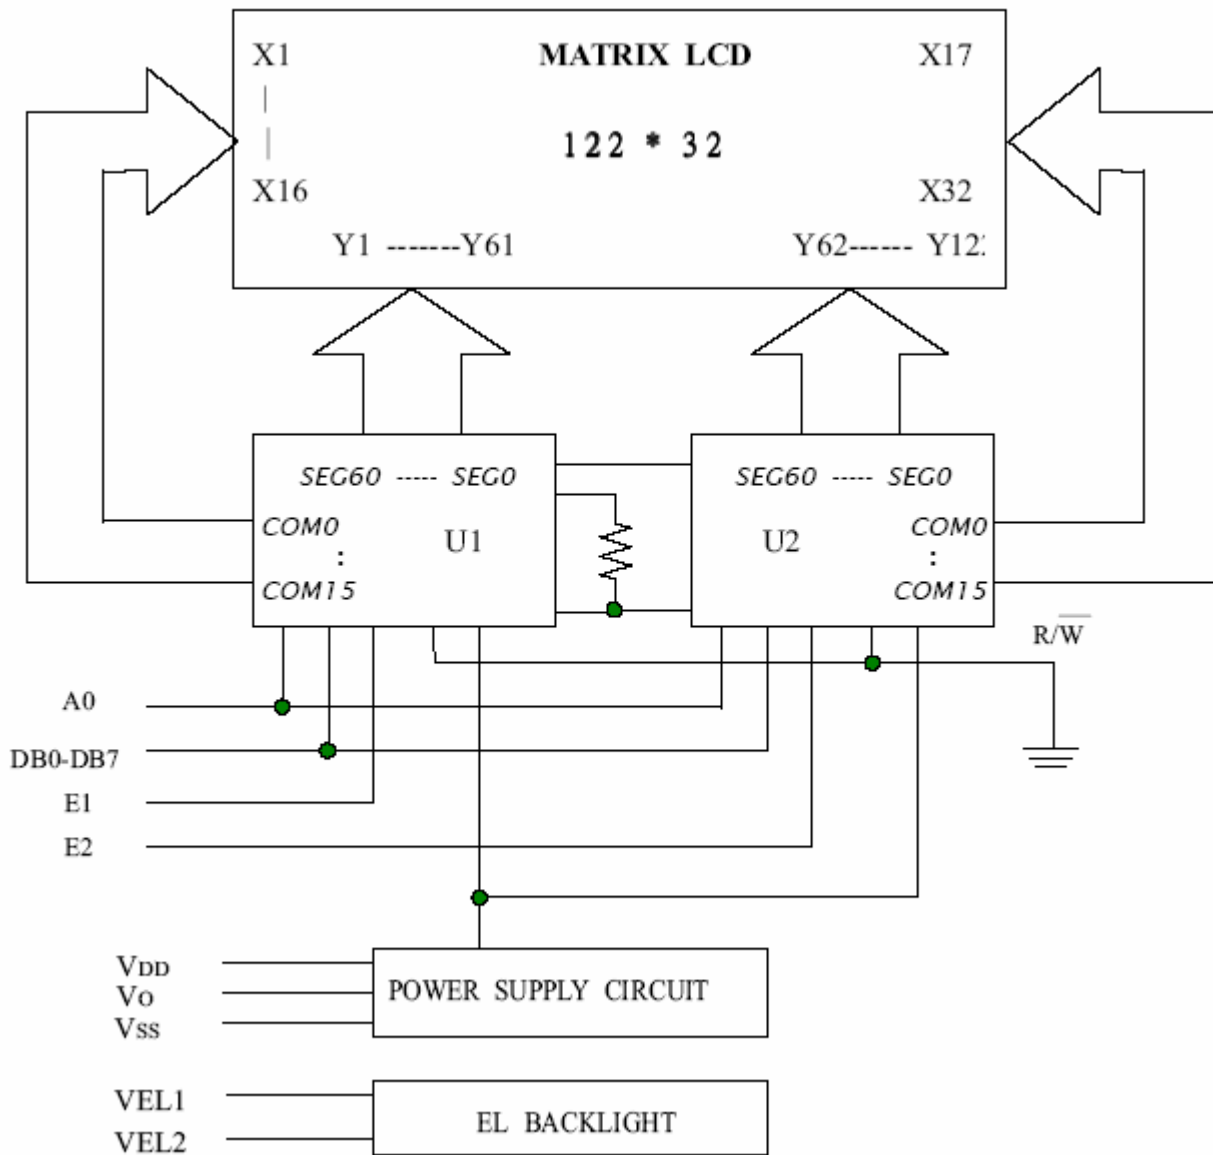 X1 MATRIX LCD X17
122 * 32
X16 X32
Y1 -------Y61 Y62------ Y122
SEG60 ----- SEG0 SEG60 ----- SEG0
COM0 U1 U2 COM0
: :
COM15 COM15
R/W̅
A0
DB0-DB7
E1
E2
VDD
VO
VSS
POWER SUPPLY CIRCUIT
VEL1
VEL2
EL BACKLIGHT